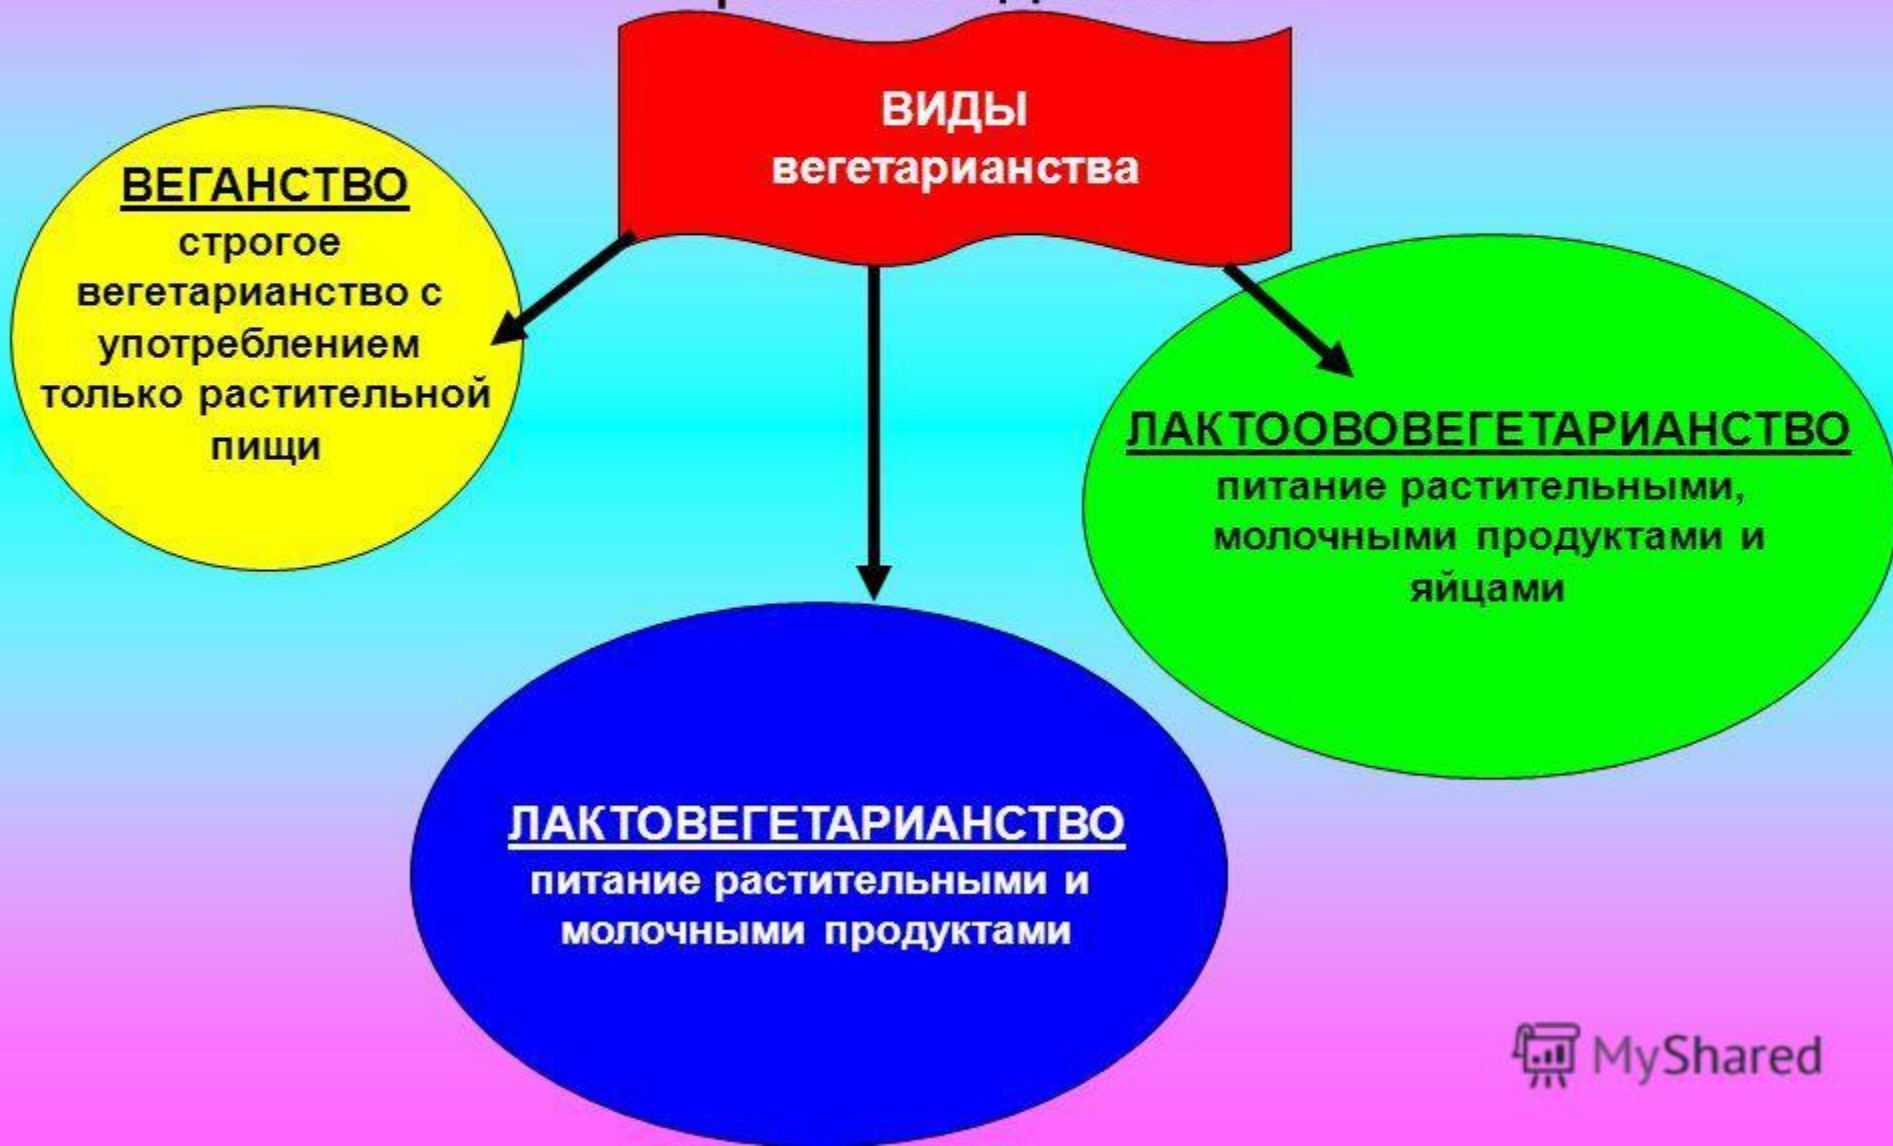 ВИДЫ
вегетарианства
ВЕГАНСТВО
строгое
вегетарианство с
употреблением
только растительной
пищи
ЛАКТООВОВЕГЕТАРИАНСТВО
питание растительными,
молочными продуктами и
яйцами
ЛАКТОВЕГЕТАРИАНСТВО
питание растительными и
молочными продуктами
MyShared